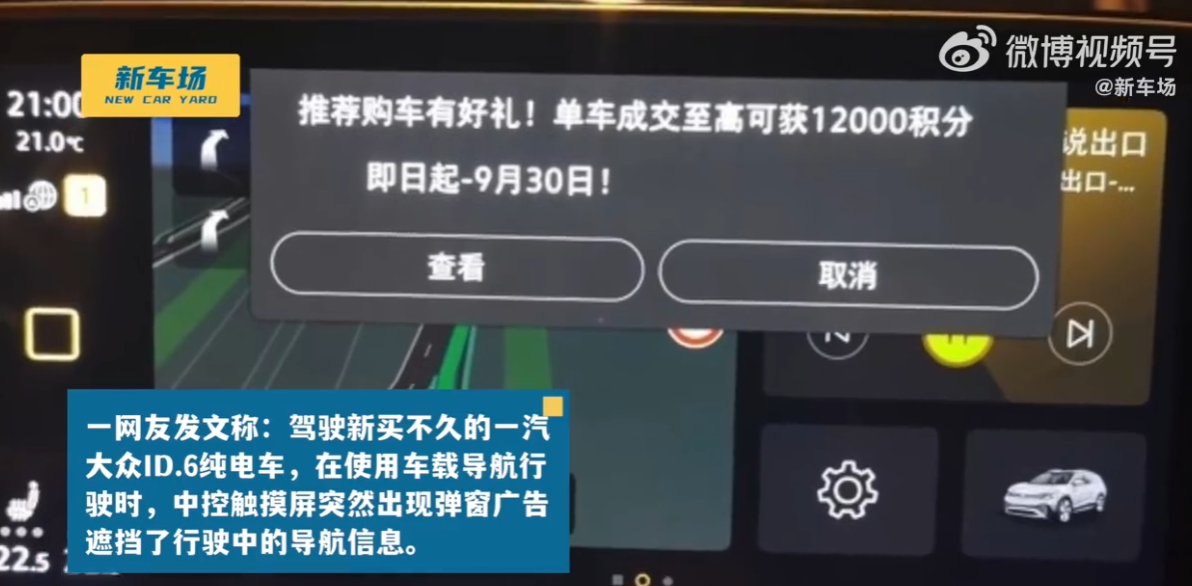 微博视频号
@新车场
新车场
NEW CAR YARD
21:00
21.0℃
1
推荐购车有好礼！单车成交至高可获12000积分
即日起-9月30日！
查看
取消
说出口
出口-...
一网友发文称：驾驶新买不久的一汽
大众ID.6纯电车，在使用车载导航行
驶时，中控触摸屏突然出现弹窗广告
遮挡了行驶中的导航信息。
22.5